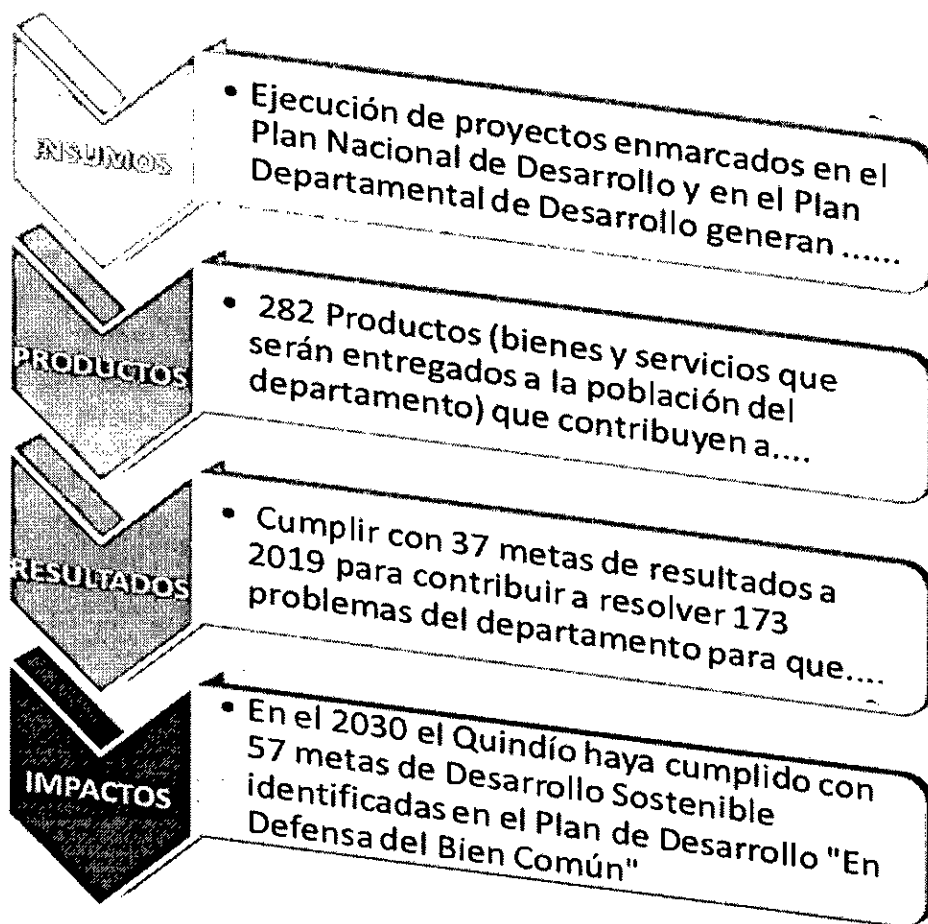 INSUMOS
• Ejecución de proyectos enmarcados en el
Plan Nacional de Desarrollo y en el Plan
Departamental de Desarrollo generan ......
PRODUCTOS
• 282 Productos (bienes y servicios que
serán entregados a la población del
departamento) que contribuyen a....
RESULTADOS
• Cumplir con 37 metas de resultados a
2019 para contribuir a resolver 173
problemas del departamento para que....
IMPACTOS
• En el 2030 el Quindío haya cumplido con
57 metas de Desarrollo Sostenible
identificadas en el Plan de Desarrollo "En
Defensa del Bien Común"